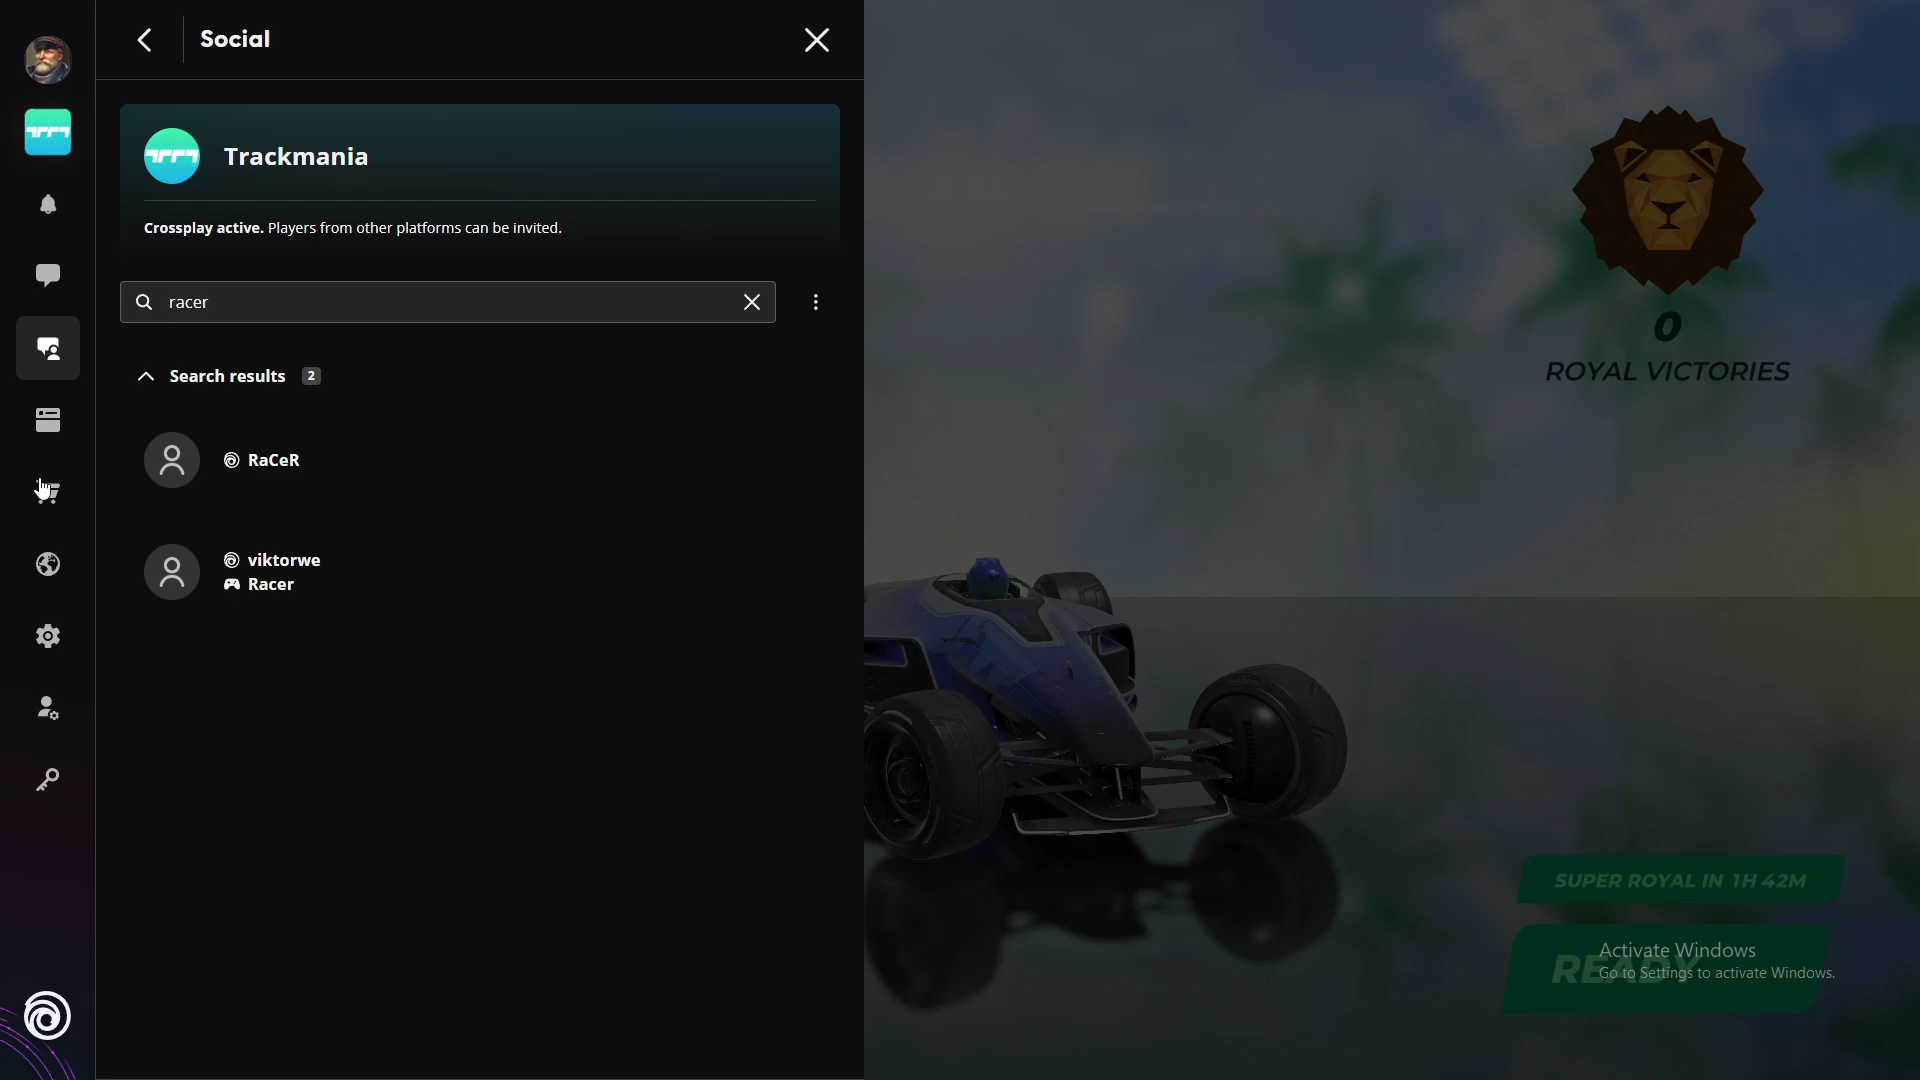 Social
Trackmania
Crossplay active. Players from other platforms can be invited.
racer
Search results 2
RaCeR
viktorwe
Racer
0
ROYAL VICTORIES
SUPER ROYAL IN 1H 42M
READY
Activate Windows
Go to Settings to activate Windows.